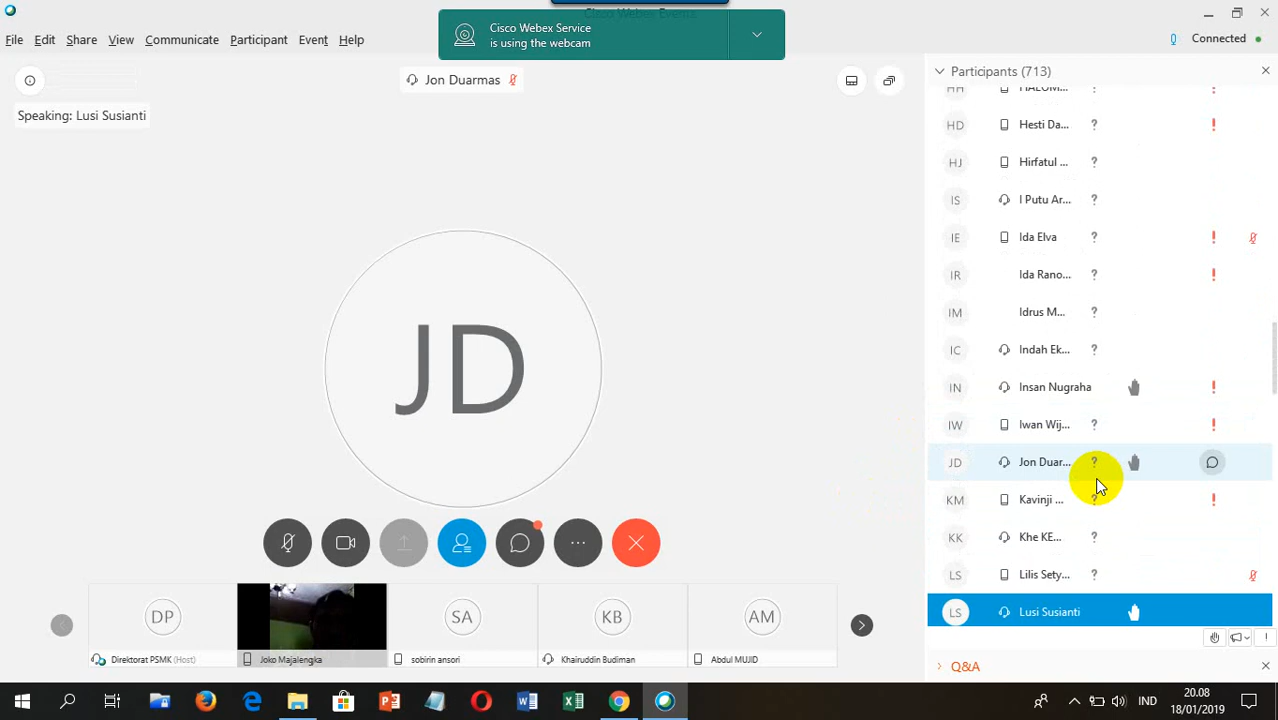 Cisco Webex Events
Cisco Webex Service
is using the webcam
File Edit Share View Communicate Participant Event Help
Connected
Jon Duarmas
Speaking: Lusi Susianti
JD
DP
Direktorat PSMK (Host)
Joko Majalengka
SA
sobirin ansori
KB
Khairuddin Budiman
AM
Abdul MUJID
Participants (713)
HH
HD Hesti Da... ?
HJ Hirfatul ... ?
IS I Putu Ar... ?
IE Ida Elva ?
IR Ida Rano... ?
IM Idrus M... ?
IC Indah Ek... ?
IN Insan Nugraha
IW Iwan Wij... ?
JD Jon Duar... ?
KM Kavinji ... ?
KK Khe KE... ?
LS Lilis Sety... ?
LS Lusi Susianti
Q&A
IND
20.08
18/01/2019